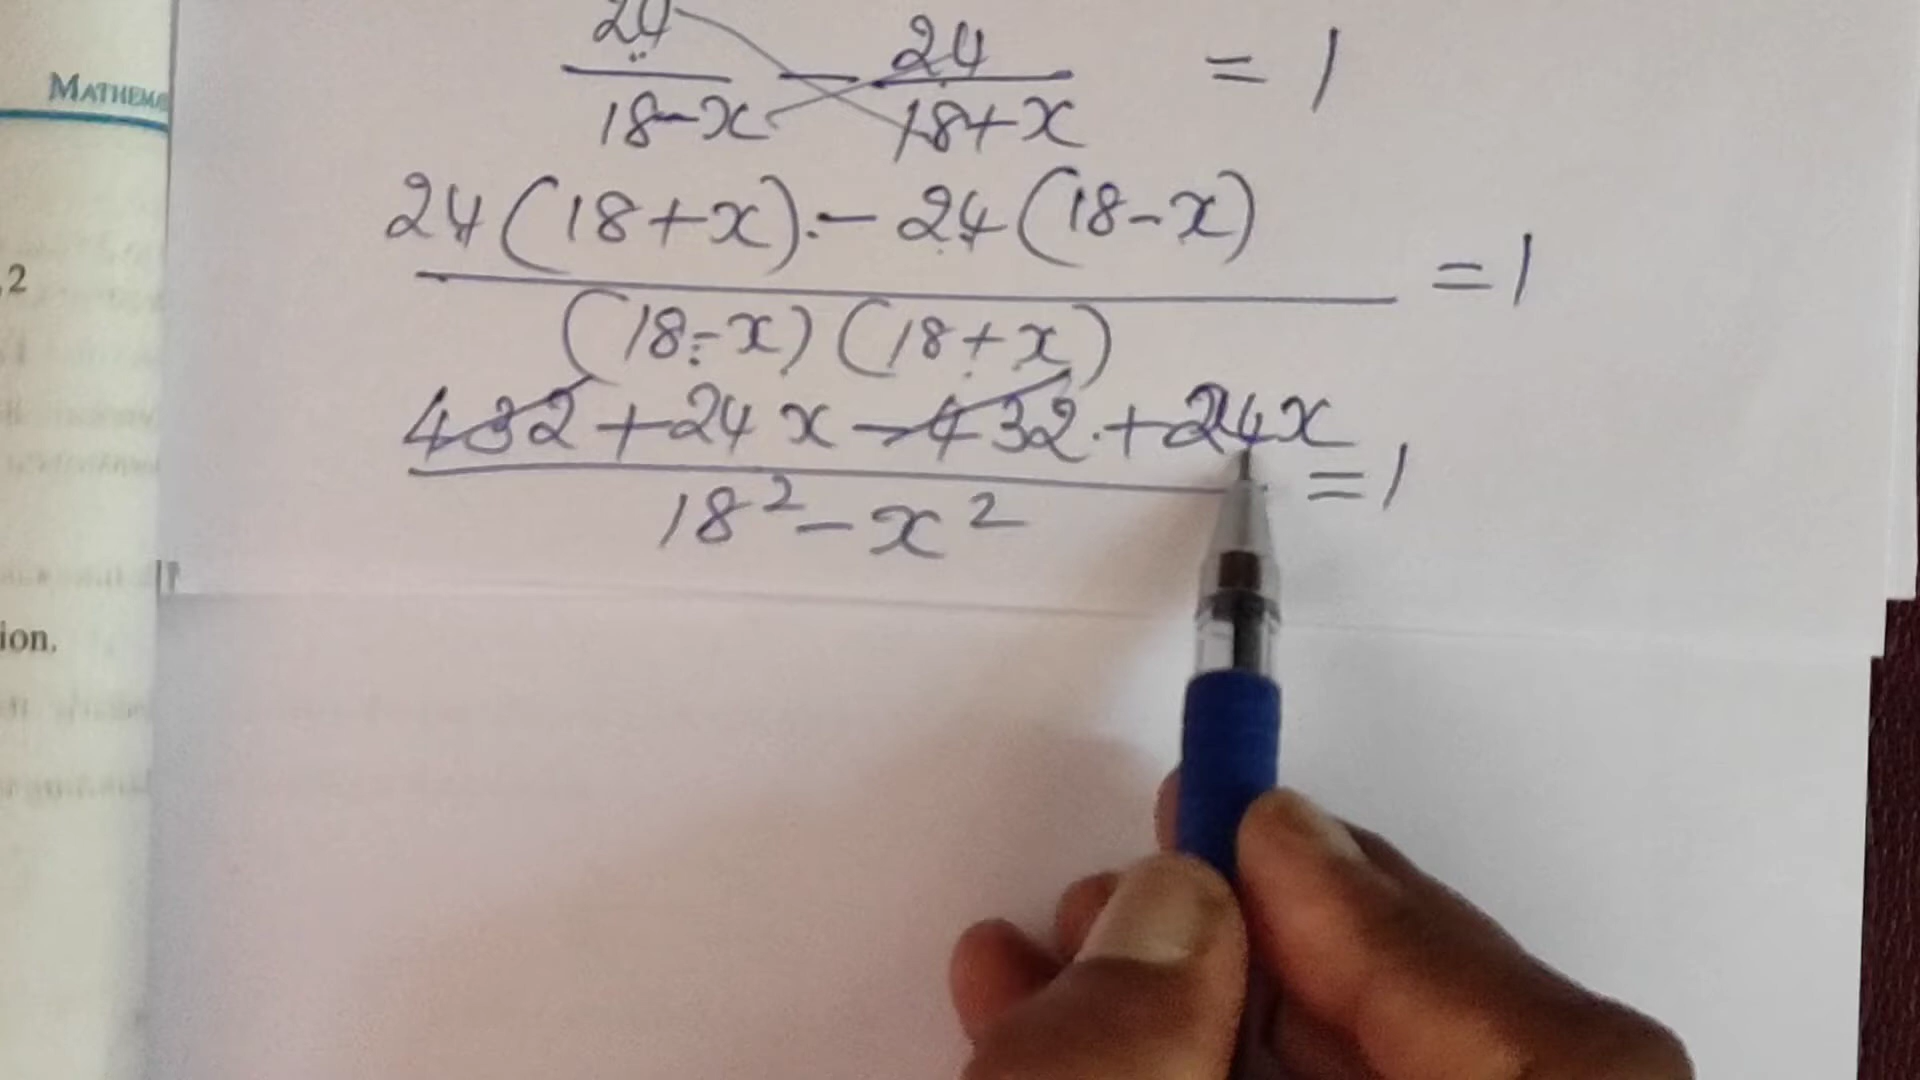 MATHEMA
24/(18-x) - 24/(18+x) = 1
24(18+x) - 24(18-x)/(18-x)(18+x) = 1
.2
432 + 24x - 432 + 24x/18² - x² = 1
ion.